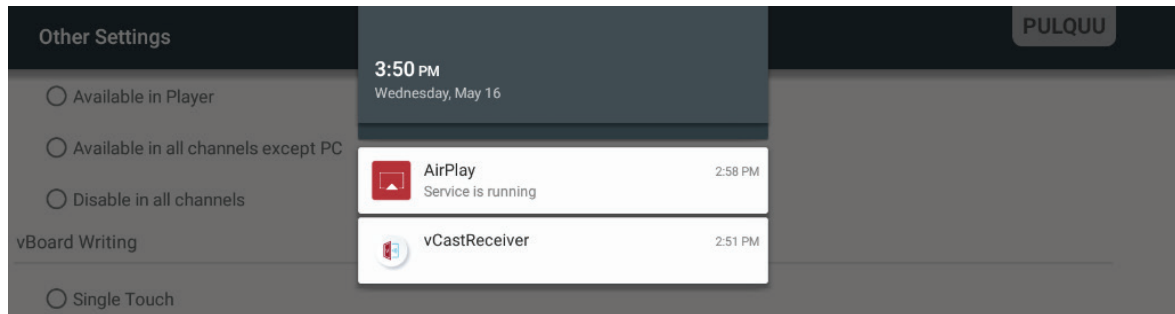 Other Settings
PULQUU
3:50 PM
Wednesday, May 16
Available in Player
Available in all channels except PC
Disable in all channels
AirPlay
2:58 PM
Service is running
vBoard Writing
vCastReceiver
2:51 PM
Single Touch